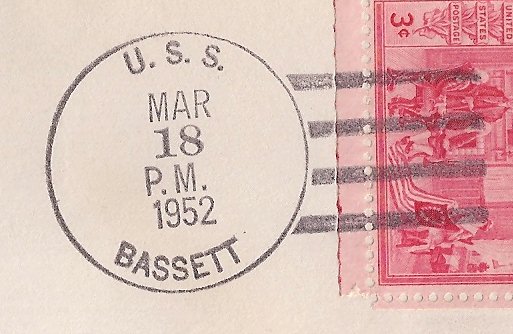 U. S. S.
MAR
18
P.M.
1952
BASSETT
3¢
UNITED
STATES
POSTAGE